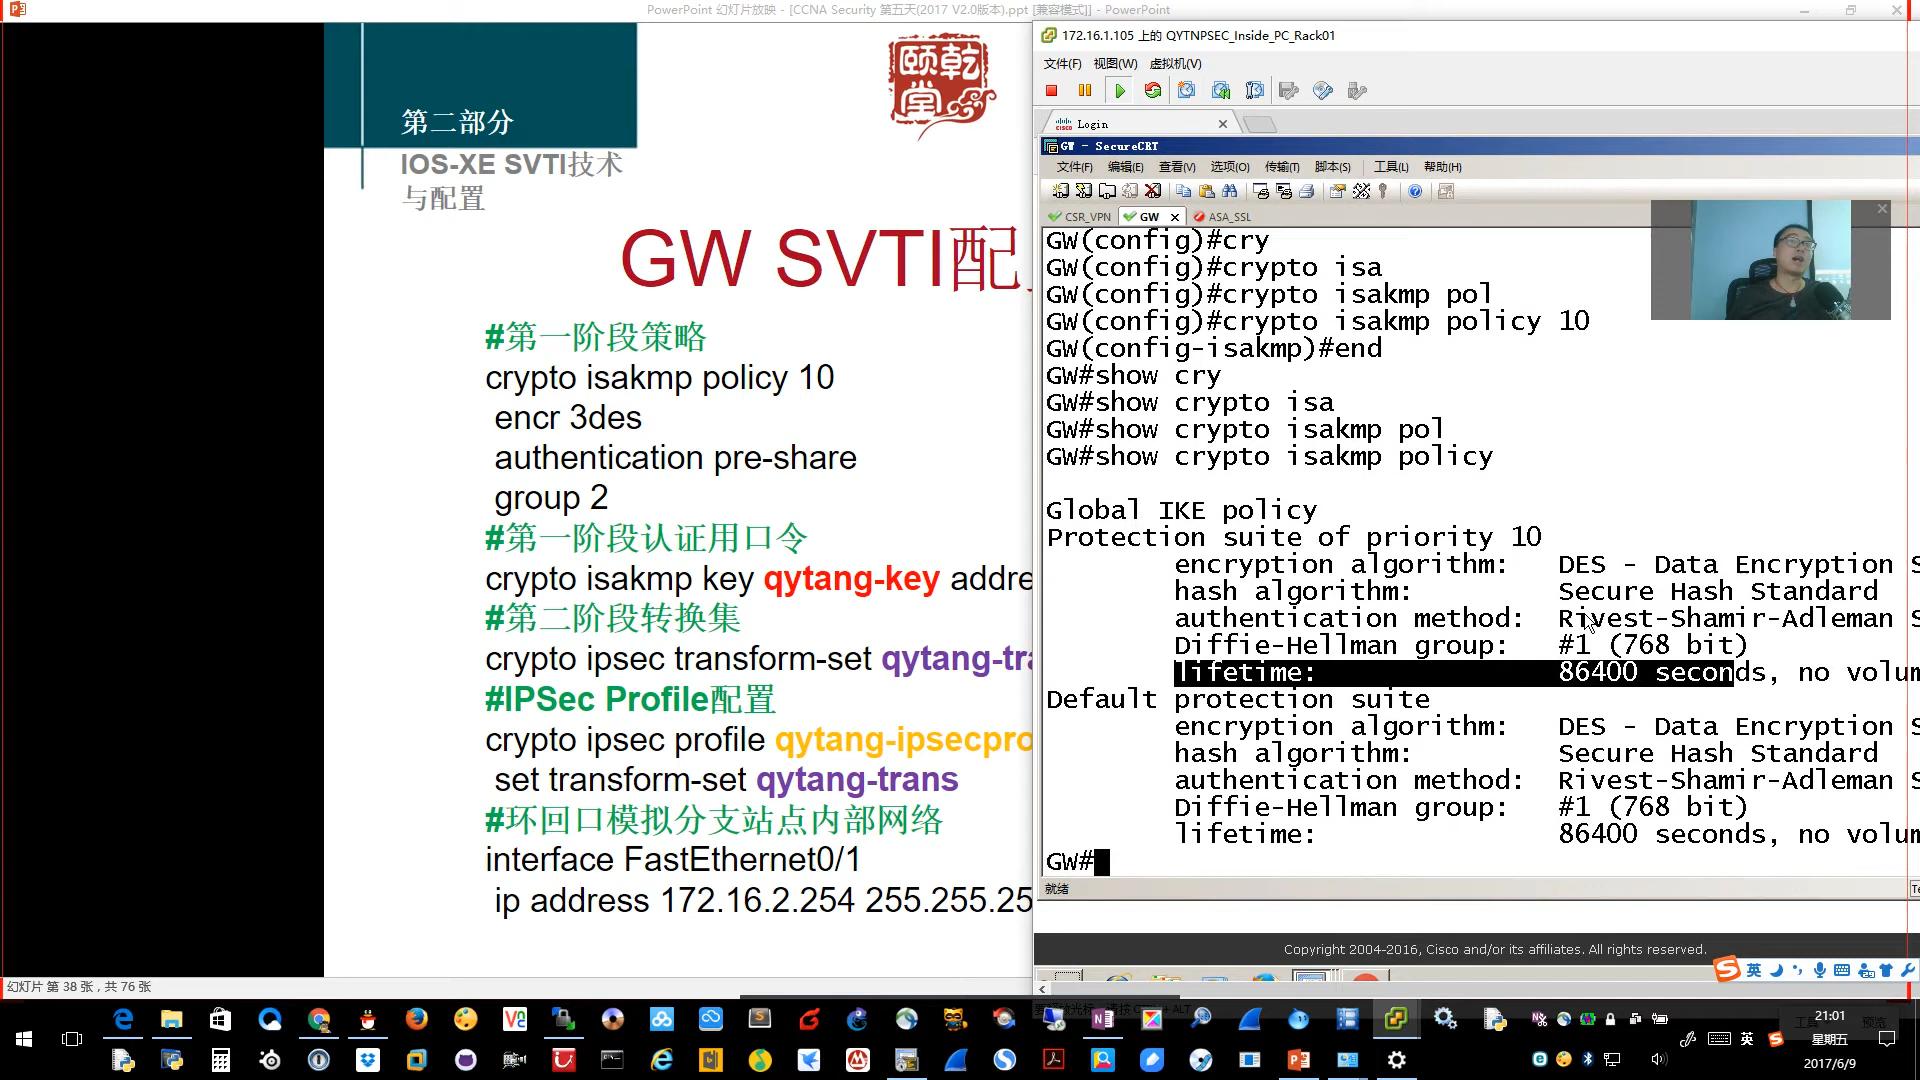 PowerPoint 幻灯片放映 - [CCNA Security 第五天(2017 V2.0版本).ppt [兼容模式]] - PowerPoint
第二部分
IOS-XE SVTI技术
与配置
颐乾堂
GW SVTI配
#第一阶段策略
crypto isakmp policy 10
encr 3des
authentication pre-share
group 2
#第一阶段认证用口令
crypto isakmp key qytang-key addre
#第二阶段转换集
crypto ipsec transform-set qytang-tra
#IPSec Profile配置
crypto ipsec profile qytang-ipsecpro
set transform-set qytang-trans
#环回口模拟分支站点内部网络
interface FastEthernet0/1
ip address 172.16.2.254 255.255.25
幻灯片 第 38 张，共 76 张
172.16.1.105 上的 QYTNPSEC_Inside_PC_Rack01
文件(F) 视图(W) 虚拟机(V)
cisco Login
GW - SecureCRT
文件(F) 编辑(E) 查看(V) 选项(O) 传输(T) 脚本(S) 工具(L) 帮助(H)
CSR_VPN GW ASA_SSL
GW(config)#cry
GW(config)#crypto isa
GW(config)#crypto isakmp pol
GW(config)#crypto isakmp policy 10
GW(config-isakmp)#end
GW#show cry
GW#show crypto isa
GW#show crypto isakmp pol
GW#show crypto isakmp policy
Global IKE policy
Protection suite of priority 10
encryption algorithm: DES - Data Encryption S
hash algorithm: Secure Hash Standard
authentication method: Rivest-Shamir-Adleman S
Diffie-Hellman group: #1 (768 bit)
lifetime: 86400 seconds, no volum
Default protection suite
encryption algorithm: DES - Data Encryption S
hash algorithm: Secure Hash Standard
authentication method: Rivest-Shamir-Adleman S
Diffie-Hellman group: #1 (768 bit)
lifetime: 86400 seconds, no volum
GW#
就绪
Te
Copyright 2004-2016, Cisco and/or its affiliates. All rights reserved.
英
英
21:01
星期五
2017/6/9